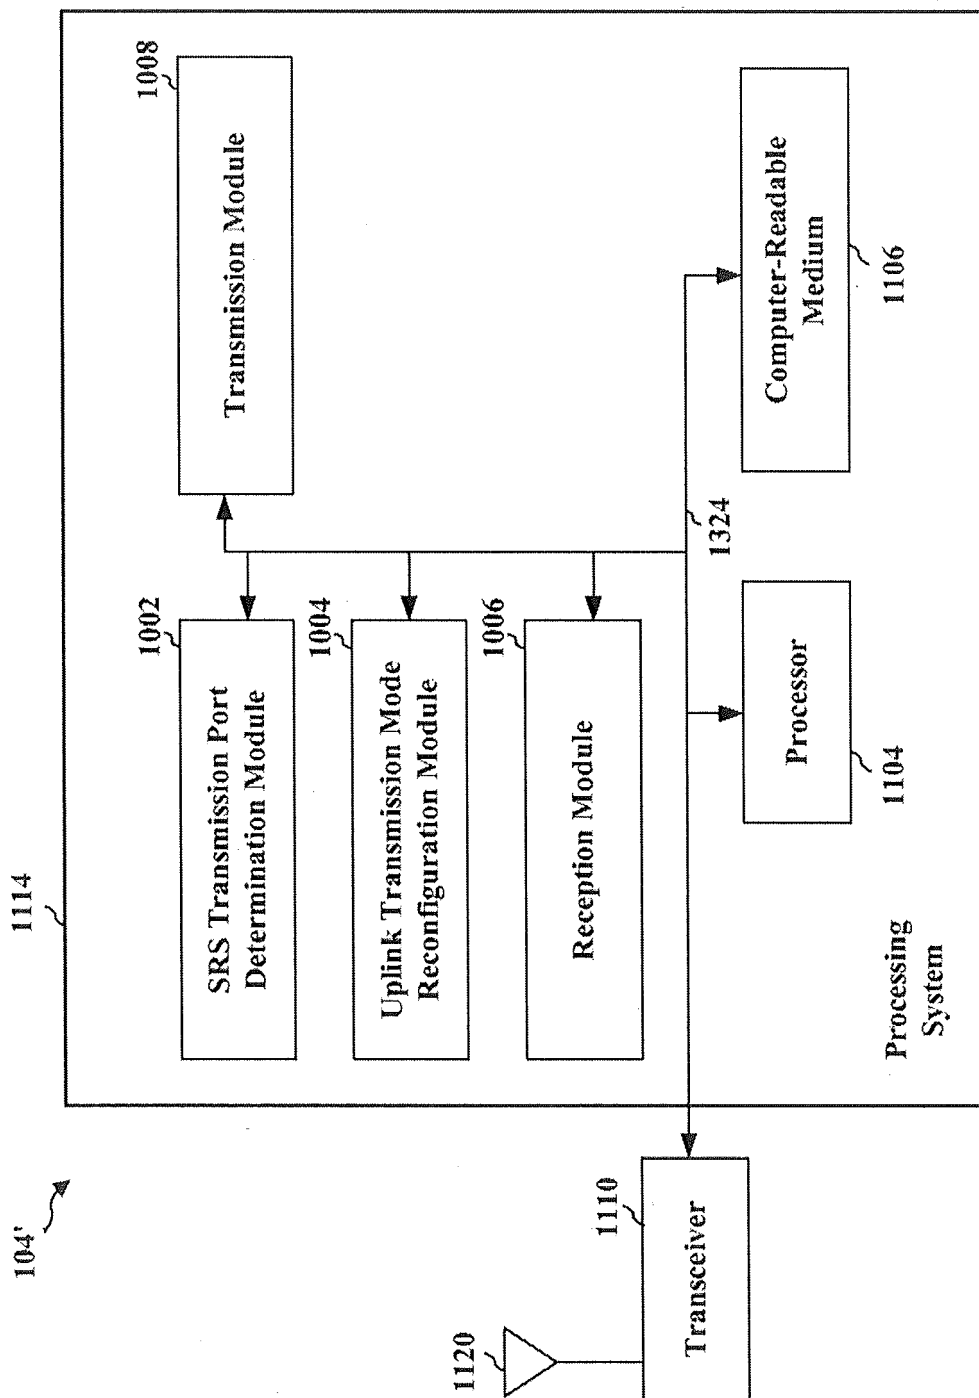 104'
1114
1002
SRS Transmission Port
Determination Module
1008
Transmission Module
1004
Uplink Transmission Mode
Reconfiguration Module
1006
Reception Module
1120
1110
Transceiver
1324
Processor
1104
Computer-Readable
Medium
1106
Processing
System